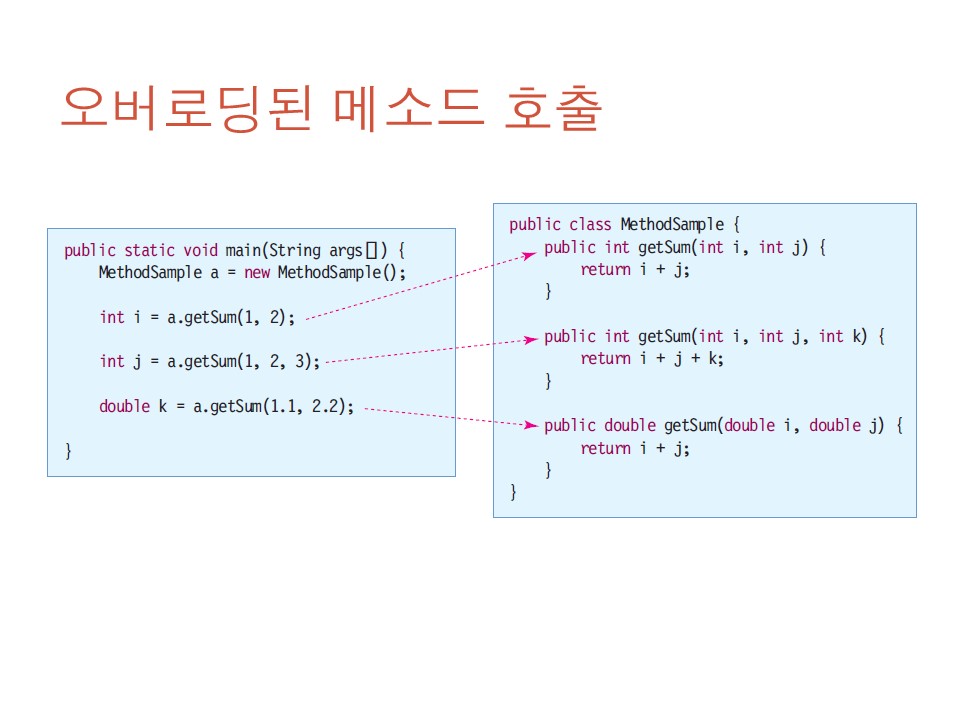 오버로딩된 메소드 호출
public static void main(String args[]) {
MethodSample a = new MethodSample();
int i = a.getSum(1, 2);
int j = a.getSum(1, 2, 3);
double k = a.getSum(1.1, 2.2);
}
public class MethodSample {
public int getSum(int i, int j) {
return i + j;
}
public int getSum(int i, int j, int k) {
return i + j + k;
}
public double getSum(double i, double j) {
return i + j;
}
}